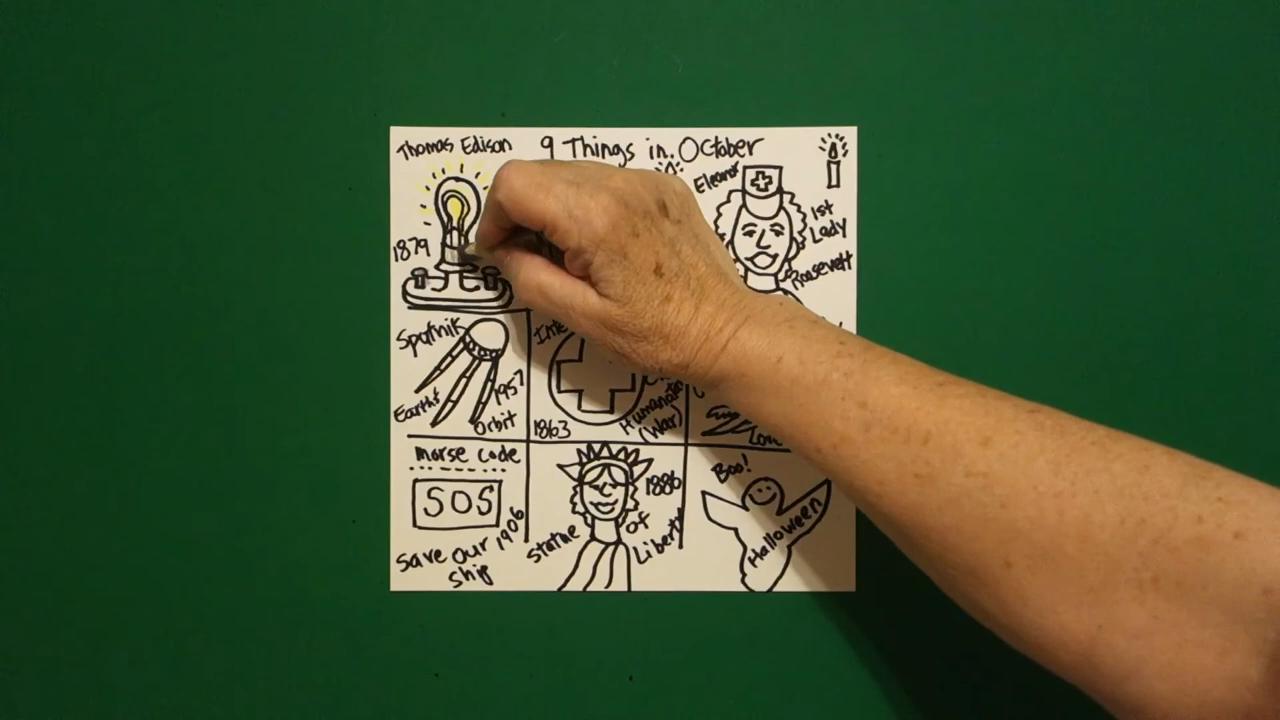 Thomas Edison
9 Things in October
1879
Eleanor
1st
Lady
Roosevelt
Sputnik
Earth's
1957
Orbit
1863
(War)
morse code
SOS
Save Our
Ship
1906
1886
Statue
of
Liberty
Boo!
Halloween